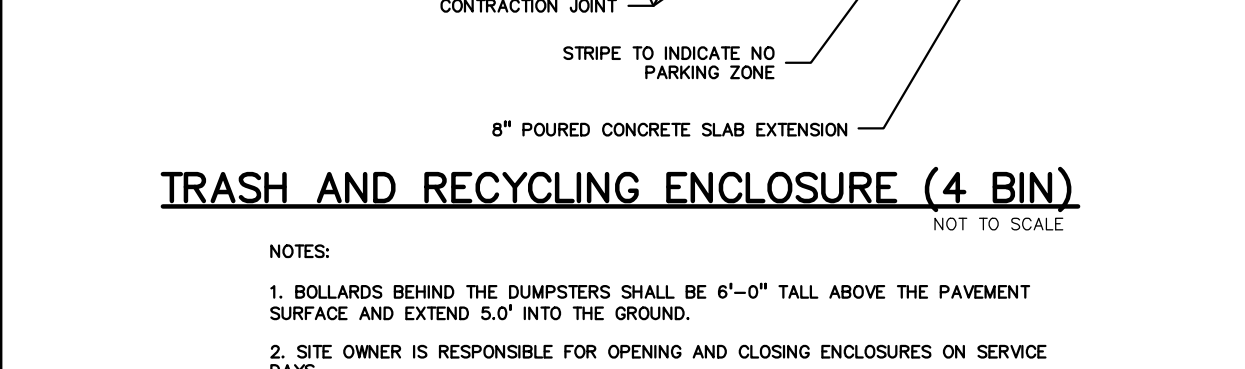 CONTRACTION JOINT
STRIPE TO INDICATE NO
PARKING ZONE
8" POURED CONCRETE SLAB EXTENSION
TRASH AND RECYCLING ENCLOSURE (4 BIN)
NOT TO SCALE
NOTES:
1. BOLLARDS BEHIND THE DUMPSTERS SHALL BE 6'-0" TALL ABOVE THE PAVEMENT
SURFACE AND EXTEND 5.0' INTO THE GROUND.
2. SITE OWNER IS RESPONSIBLE FOR OPENING AND CLOSING ENCLOSURES ON SERVICE